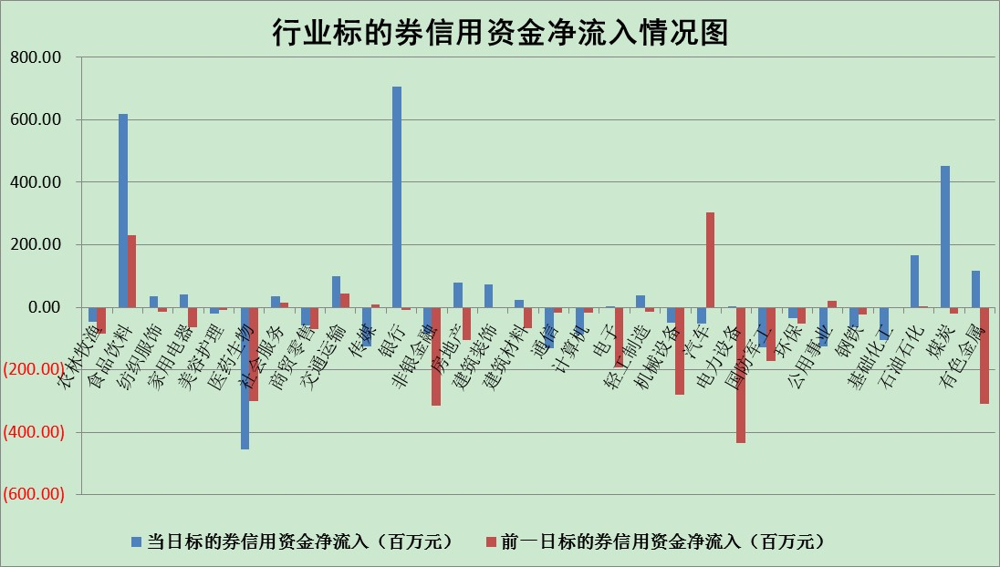 行业标的券信用资金净流入情况图
800.00
600.00
400.00
200.00
0.00
(200.00)
(400.00)
(600.00)
农林牧渔
食品饮料
纺织服饰
家用电器
美容护理
医药生物
社会服务
商贸零售
交通运输
传媒
银行
非银金融
房地产
建筑装饰
建筑材料
通信
计算机
电子
轻工制造
机械设备
汽车
电力设备
国防军工
环保
公用事业
钢铁
基础化工
石油石化
煤炭
有色金属
当日标的券信用资金净流入（百万元）
前一日标的券信用资金净流入（百万元）